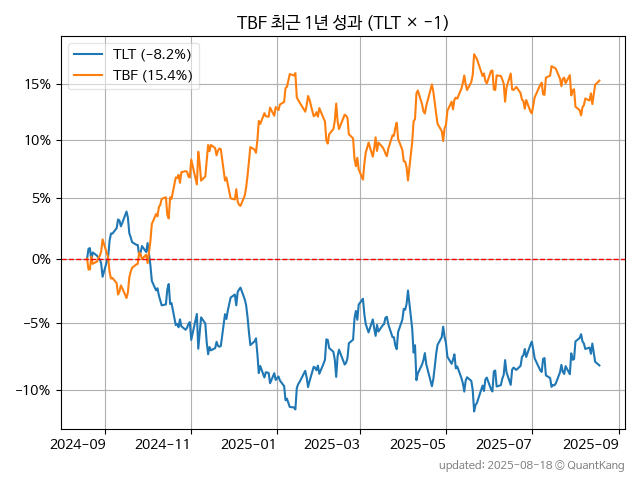 TBF 최근 1년 성과 (TLT × −1)
TLT (−8.2%)
TBF (15.4%)
15%
10%
5%
0%
−5%
−10%
2024−09 2024−11 2025−01 2025−03 2025−05 2025−07 2025−09
updated: 2025-08-18 © QuantKang